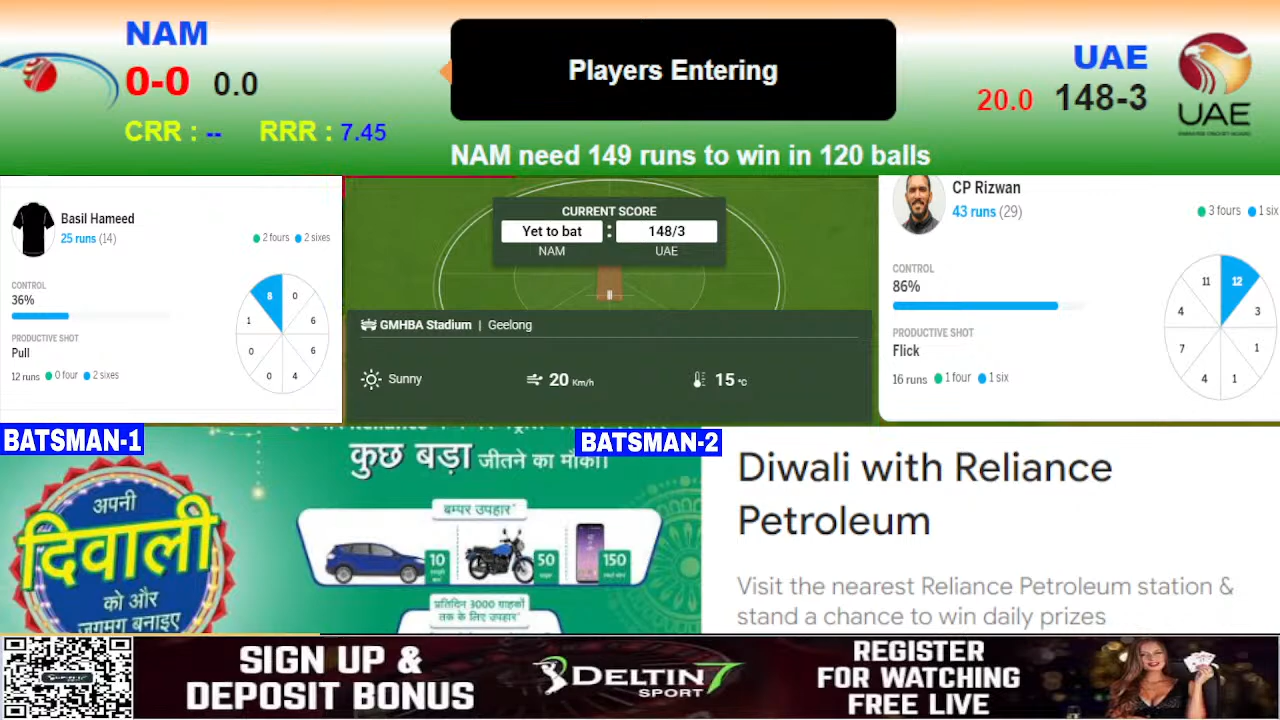 NAM
0-0 0.0
CRR : -- RRR : 7.45
Players Entering
NAM need 149 runs to win in 120 balls
UAE
20.0 148-3
UAE
Basil Hameed
25 runs (14)
2 fours 2 sixes
CONTROL
36%
PRODUCTIVE SHOT
Pull
12 runs 0 four 2 sixes
8 0
1 6
0 6
0 4
CURRENT SCORE
Yet to bat : 148/3
NAM UAE
GMHBA Stadium | Geelong
Sunny 20 Km/h 15 °C
CP Rizwan
43 runs (29)
3 fours 1 six
CONTROL
86%
PRODUCTIVE SHOT
Flick
16 runs 1 four 1 six
11 12
4 3
7 1
4 1
BATSMAN-1
BATSMAN-2
अपनी
दिवाली
को और
जगमग बनाइए
कुछ बड़ा जीतने का मौका।
बम्पर उपहार*
10
50
150
प्रतिदिन 3000 ग्राहकों
तक के लिए उपहार*
Diwali with Reliance
Petroleum
Visit the nearest Reliance Petroleum station &
stand a chance to win daily prizes
SIGN UP &
DEPOSIT BONUS
DELTIN7
SPORT
REGISTER
FOR WATCHING
FREE LIVE